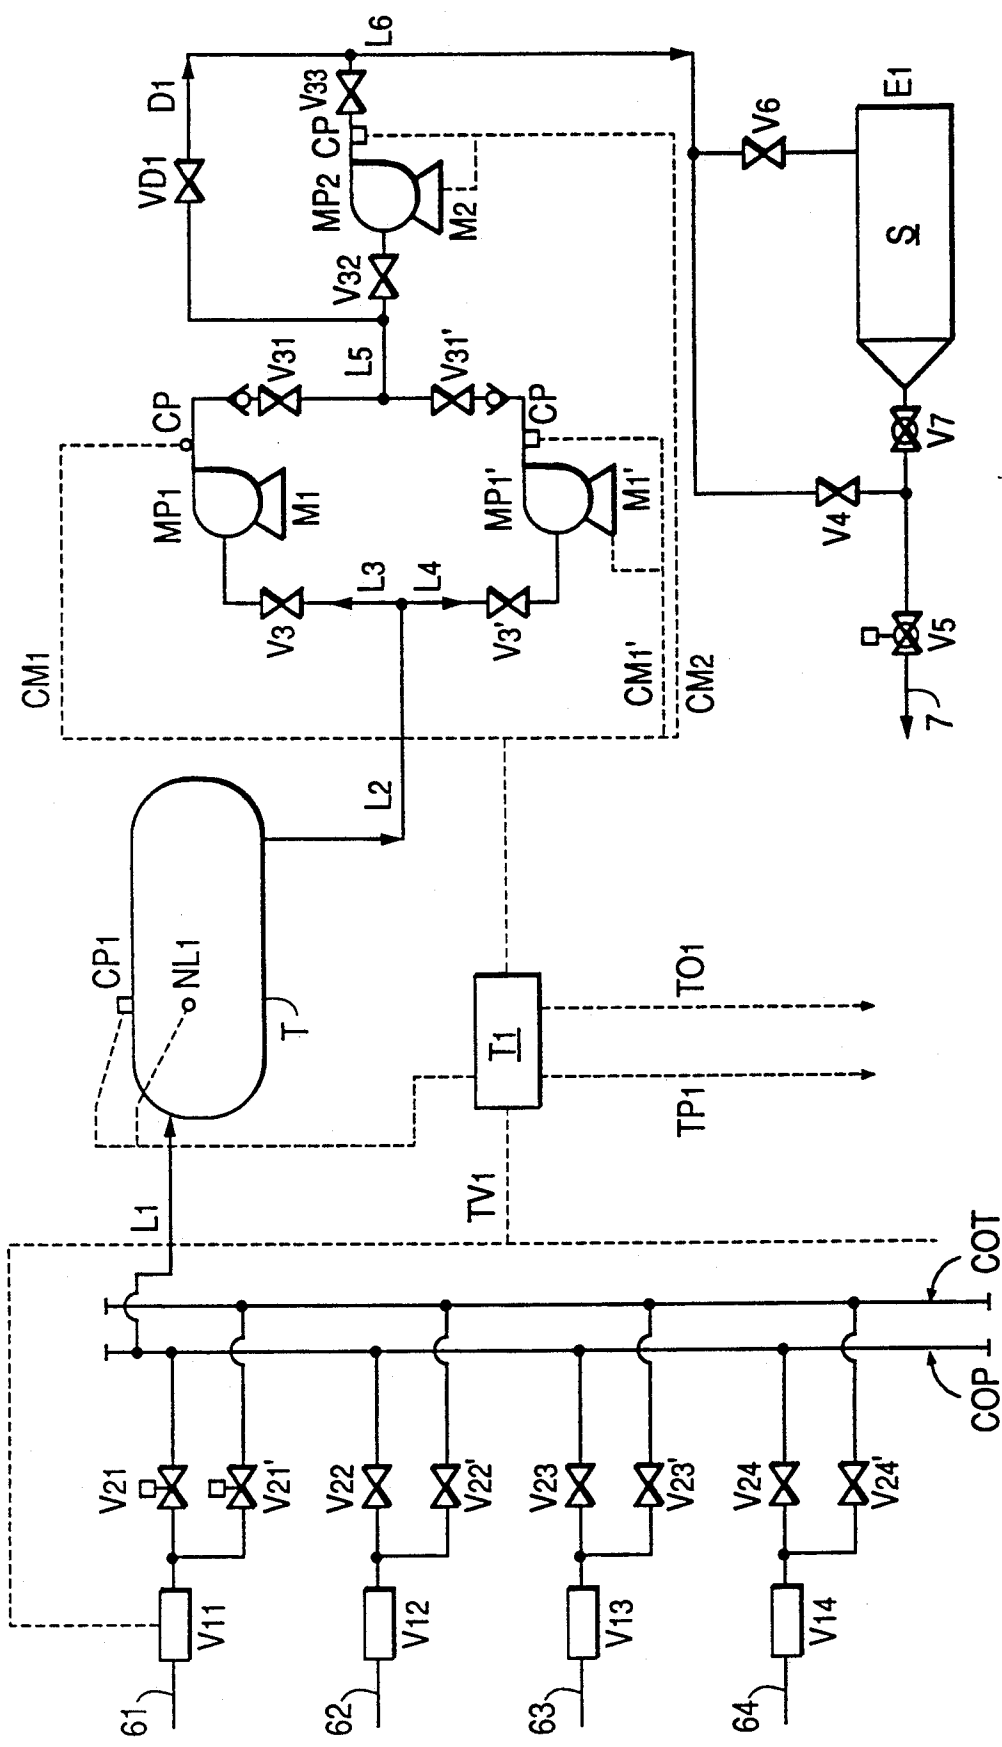 L6
D1
V33
CP
VD1
MP2
M2
V6
E1
V32
S
V31
L5
V31'
CP
CP
MP1
M1
MP1'
M1'
V7
V4
L3
L4
V3
V3'
CM1
CM1'
CM2
V5
7
L2
CP1
NL1
T
T1
TO1
TP1
L1
TV1
COT
COP
V21
V21'
V22
V22'
V23
V23'
V24
V24'
V11
V12
V13
V14
61
62
63
64